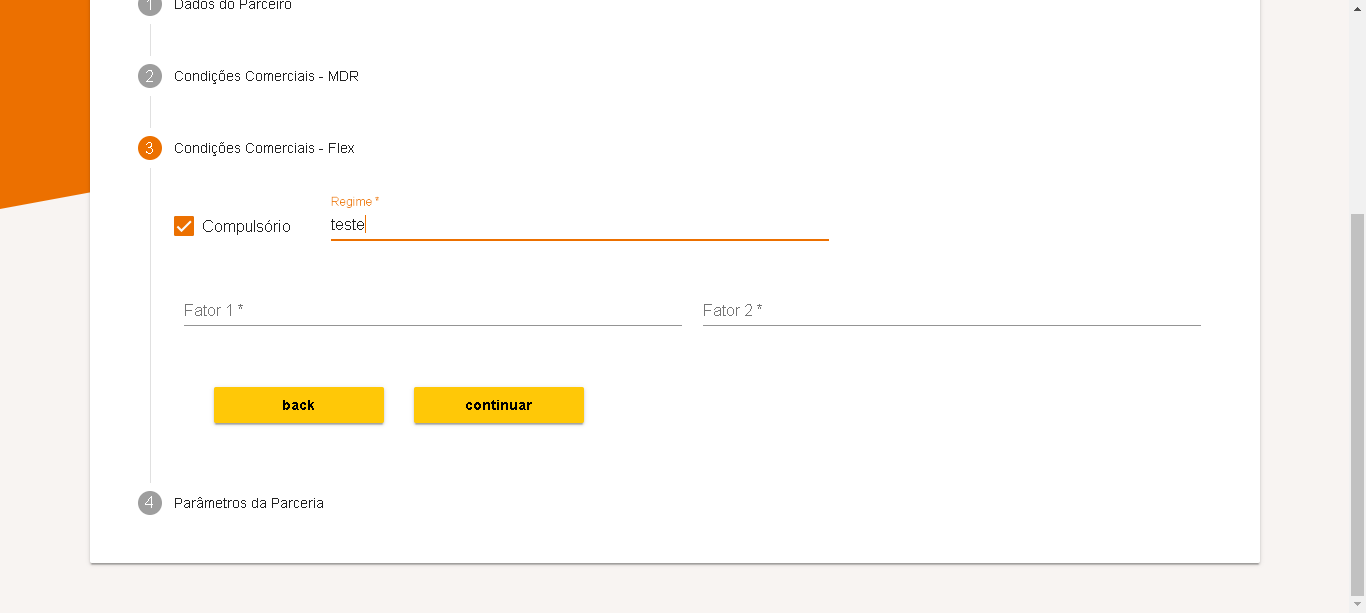 1 Dados do Parceiro
2 Condições Comerciais - MDR
3 Condições Comerciais - Flex
Regime *
Compulsório teste
Fator 1 * Fator 2 *
back continuar
4 Parâmetros da Parceria